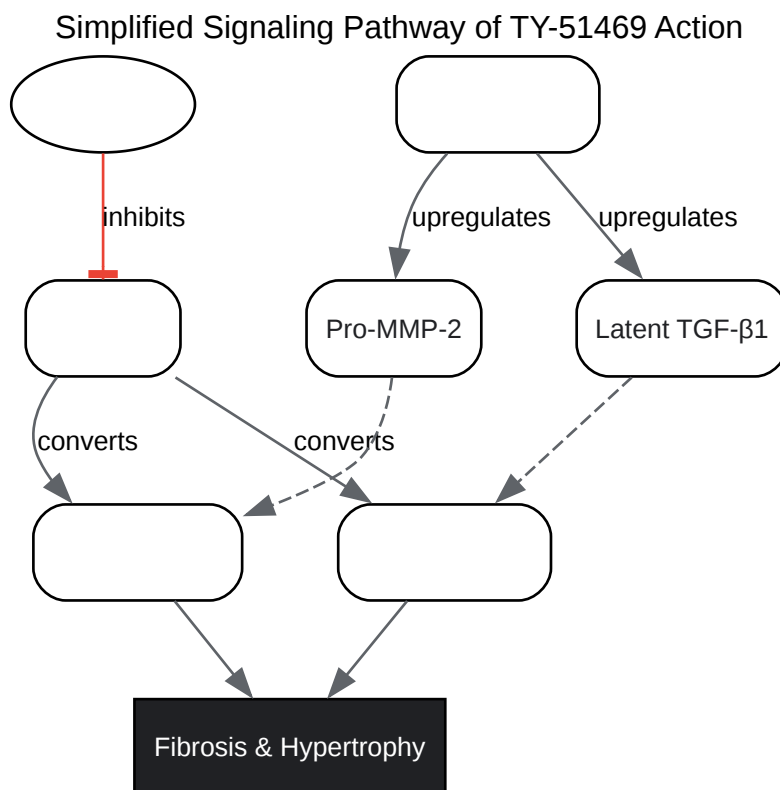 Simplified Signaling Pathway of TY-51469 Action
inhibits
upregulates
upregulates
Pro-MMP-2
Latent TGF-β1
converts
converts
Fibrosis & Hypertrophy